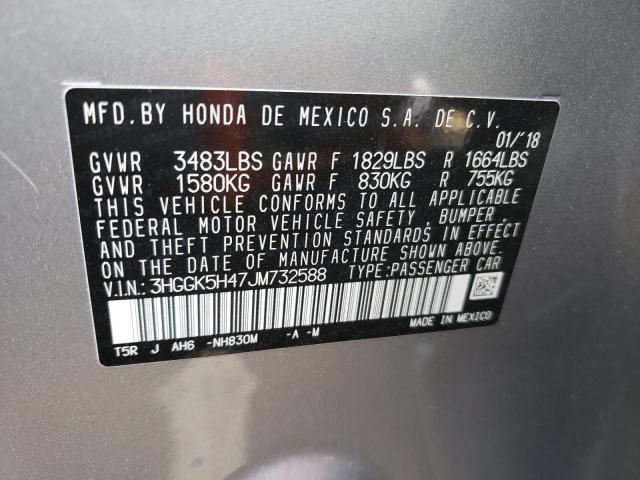 MFD. BY HONDA DE MEXICO S.A. DE C.V.
01/'18
GVWR 3483LBS GAWR F 1829LBS R 1664LBS
GVWR 1580KG GAWR F 830KG R 755KG
THIS VEHICLE CONFORMS TO ALL APPLICABLE
FEDERAL MOTOR VEHICLE SAFETY, BUMPER,
AND THEFT PREVENTION STANDARDS IN EFFECT
ON THE DATE OF MANUFACTURE SHOWN ABOVE.
V.I.N.: 3HGGK5H47JM732588 TYPE:PASSENGER CAR
T5R J AH6 -NH830M -A -M
MADE IN MEXICO